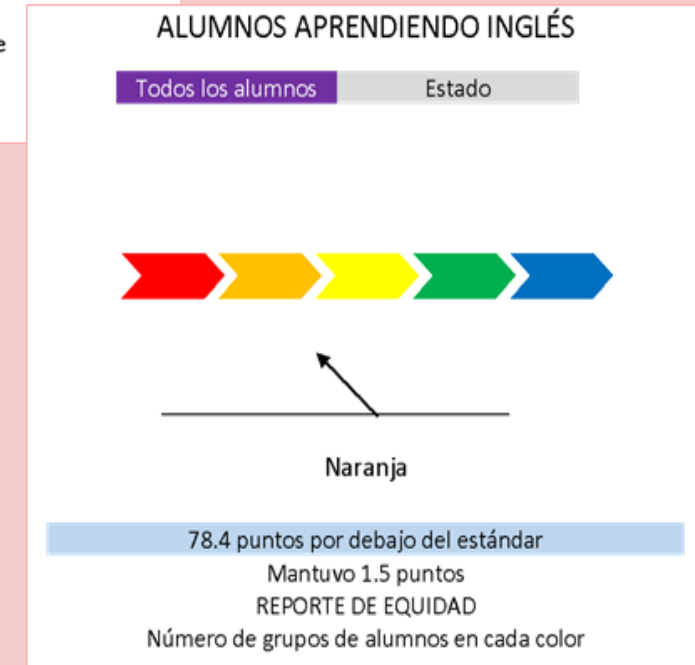 e
ALUMNOS APRENDIENDO INGLÉS
Todos los alumnos Estado
Naranja
78.4 puntos por debajo del estándar
Mantuvo 1.5 puntos
REPORTE DE EQUIDAD
Número de grupos de alumnos en cada color